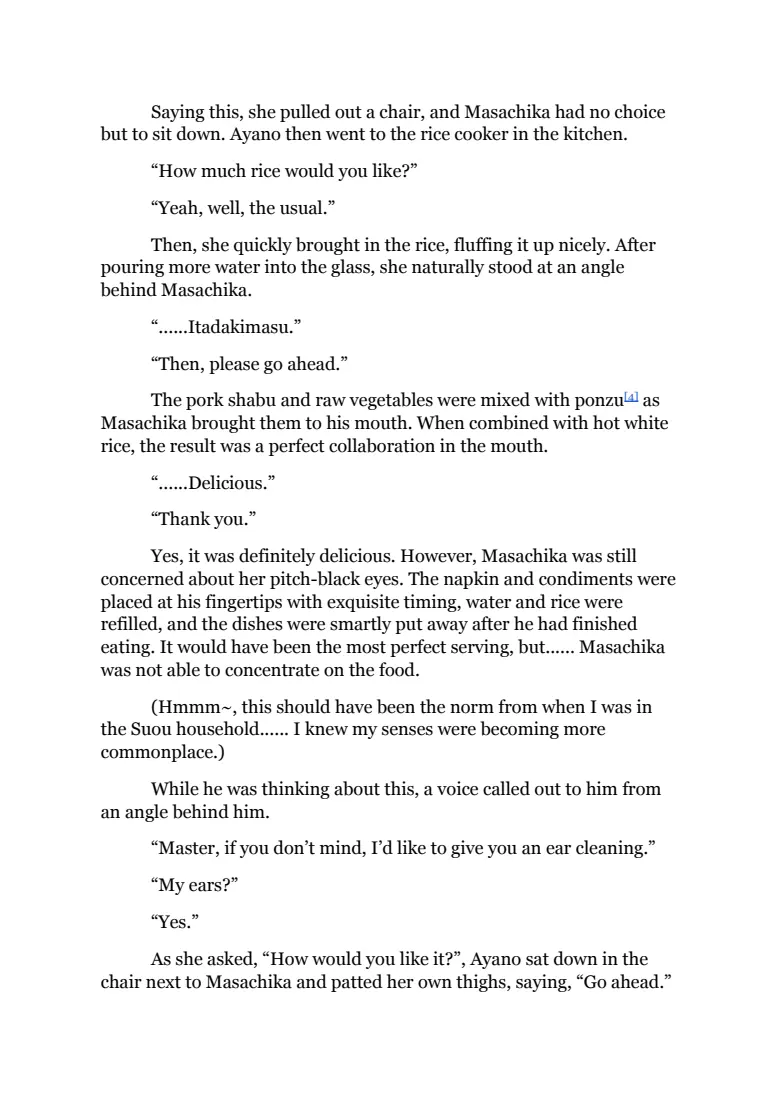 Saying this, she pulled out a chair, and Masachika had no choice
but to sit down. Ayano then went to the rice cooker in the kitchen.
“How much rice would you like?”
“Yeah, well, the usual.”
Then, she quickly brought in the rice, fluffing it up nicely. After
pouring more water into the glass, she naturally stood at an angle
behind Masachika.
“......Itadakimasu.”
“Then, please go ahead.”
The pork shabu and raw vegetables were mixed with ponzu[4] as
Masachika brought them to his mouth. When combined with hot white
rice, the result was a perfect collaboration in the mouth.
“......Delicious.”
“Thank you.”
Yes, it was definitely delicious. However, Masachika was still
concerned about her pitch-black eyes. The napkin and condiments were
placed at his fingertips with exquisite timing, water and rice were
refilled, and the dishes were smartly put away after he had finished
eating. It would have been the most perfect serving, but...... Masachika
was not able to concentrate on the food.
(Hmmm~, this should have been the norm from when I was in
the Suou household...... I knew my senses were becoming more
commonplace.)
While he was thinking about this, a voice called out to him from
an angle behind him.
“Master, if you don’t mind, I’d like to give you an ear cleaning.”
“My ears?”
“Yes.”
As she asked, “How would you like it?”, Ayano sat down in the
chair next to Masachika and patted her own thighs, saying, “Go ahead.”